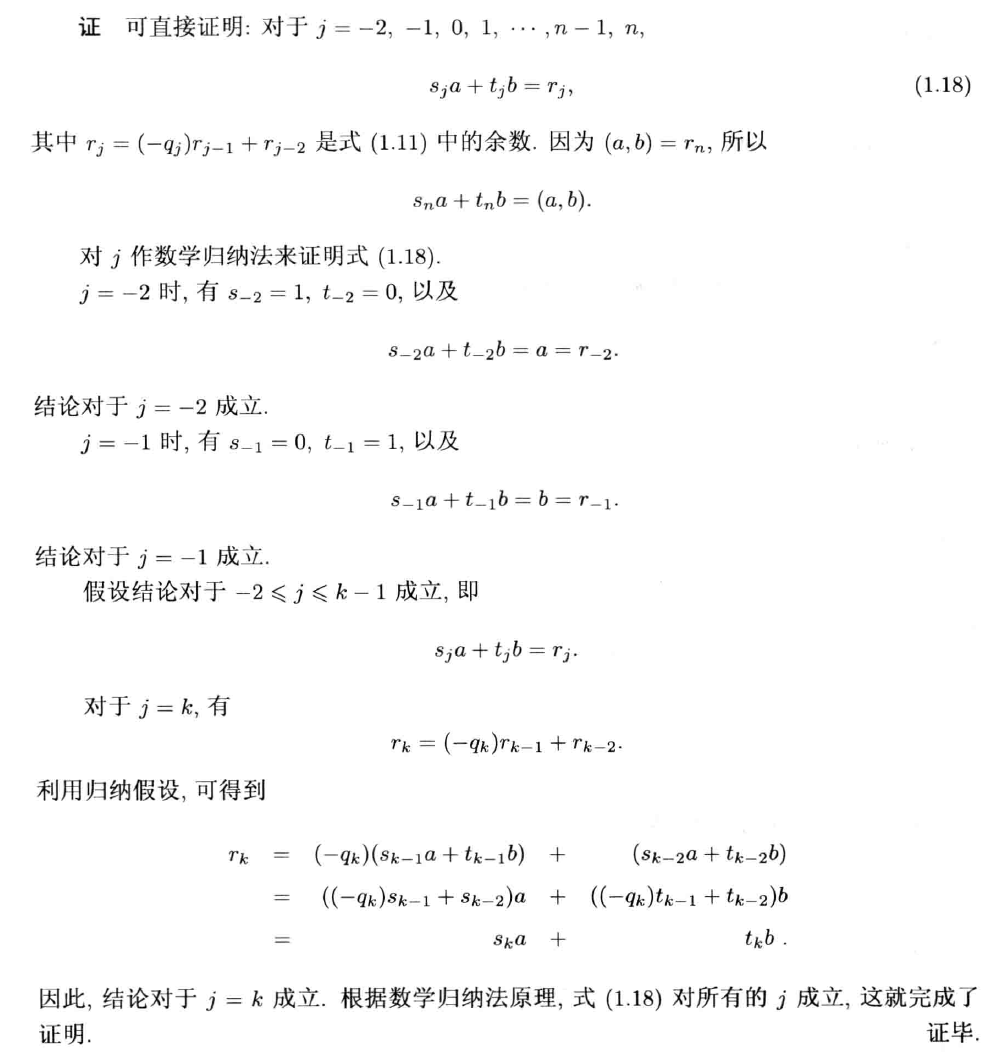 证 可直接证明: 对于 j = −2, −1, 0, 1, ⋯ , n − 1, n,
s_j a + t_j b = r_j, (1.18)
其中 r_j = (−q_j)r_{j−1} + r_{j−2} 是式 (1.11) 中的余数. 因为 (a, b) = r_n, 所以
s_n a + t_n b = (a, b).
对 j 作数学归纳法来证明式 (1.18).
j = −2 时, 有 s_{−2} = 1, t_{−2} = 0, 以及
s_{−2}a + t_{−2}b = a = r_{−2}.
结论对于 j = −2 成立.
j = −1 时, 有 s_{−1} = 0, t_{−1} = 1, 以及
s_{−1}a + t_{−1}b = b = r_{−1}.
结论对于 j = −1 成立.
假设结论对于 −2 ⩽ j ⩽ k − 1 成立, 即
s_j a + t_j b = r_j.
对于 j = k, 有
r_k = (−q_k)r_{k−1} + r_{k−2}.
利用归纳假设, 可得到
r_k = (−q_k)(s_{k−1}a + t_{k−1}b) + (s_{k−2}a + t_{k−2}b)
= ((−q_k)s_{k−1} + s_{k−2})a + ((−q_k)t_{k−1} + t_{k−2})b
= s_k a + t_k b .
因此, 结论对于 j = k 成立. 根据数学归纳法原理, 式 (1.18) 对所有的 j 成立, 这就完成了
证明. 证毕.